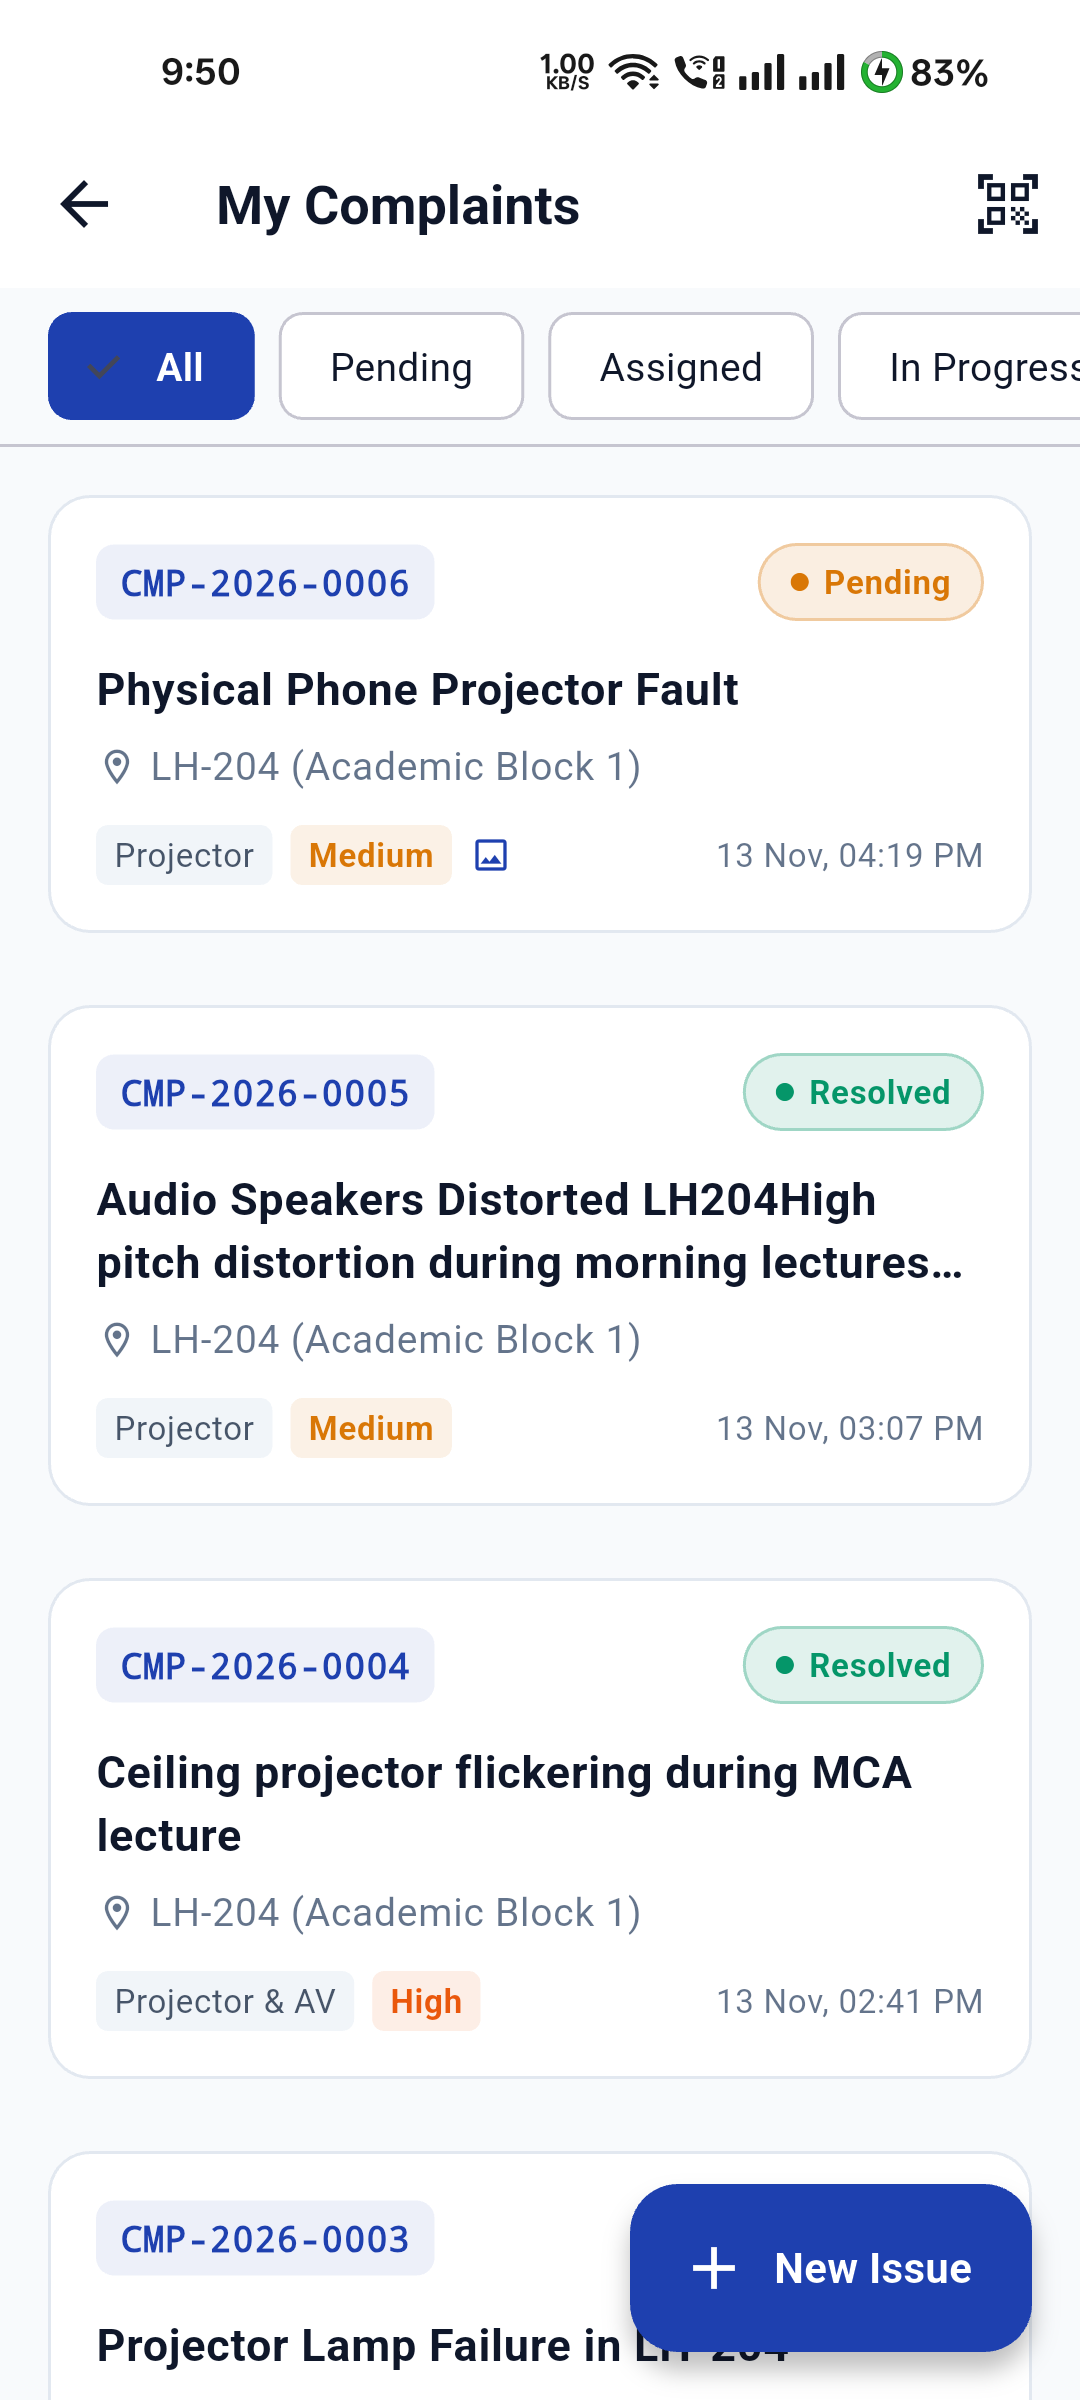 9:50
1.00
KB/S
1
2
83%
My Complaints
All
Pending
Assigned
In Progress
CMP-2026-0006
Pending
Physical Phone Projector Fault
LH-204 (Academic Block 1)
Projector
Medium
13 Nov, 04:19 PM
CMP-2026-0005
Resolved
Audio Speakers Distorted LH204High
pitch distortion during morning lectures…
LH-204 (Academic Block 1)
Projector
Medium
13 Nov, 03:07 PM
CMP-2026-0004
Resolved
Ceiling projector flickering during MCA
lecture
LH-204 (Academic Block 1)
Projector & AV
High
13 Nov, 02:41 PM
CMP-2026-0003
New Issue
Projector Lamp Failure in LH-204